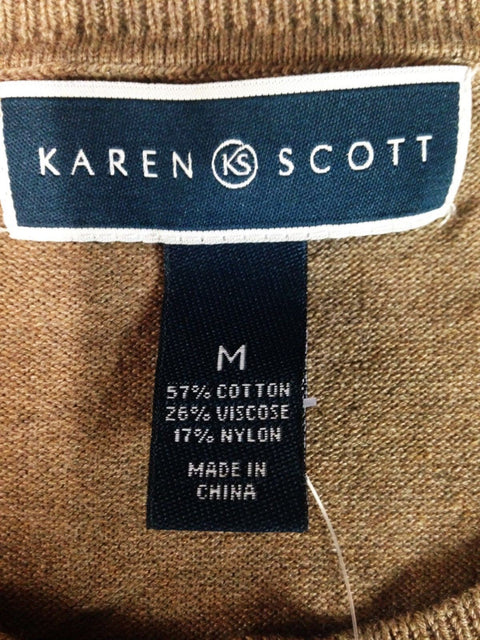 KAREN KS SCOTT
M
57% COTTON
26% VISCOSE
17% NYLON
MADE IN
CHINA